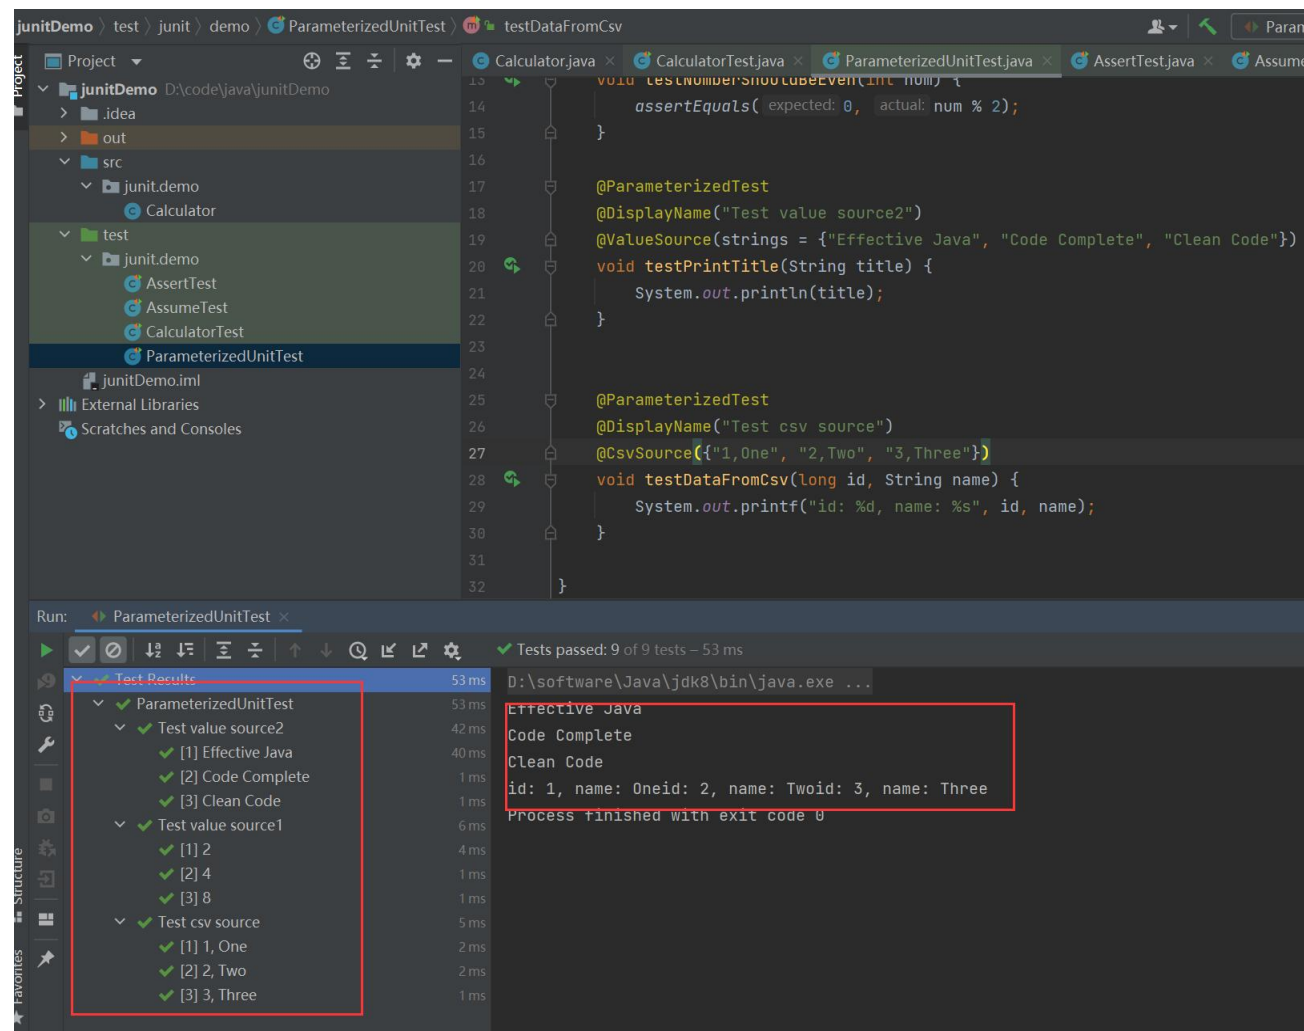 junitDemo 〉 test 〉 junit 〉 demo 〉 ParameterizedUnitTest 〉 testDataFromCsv
Param
Project
Project
Calculator.java × CalculatorTest.java × ParameterizedUnitTest.java × AssertTest.java × Assume
junitDemo D:\code\java\junitDemo
.idea
out
src
junit.demo
Calculator
test
junit.demo
AssertTest
AssumeTest
CalculatorTest
ParameterizedUnitTest
junitDemo.iml
External Libraries
Scratches and Consoles
13 void testNumberShouldBeEven(int num) {
14 assertEquals( expected: 0, actual: num % 2);
15 }
16
17 @ParameterizedTest
18 @DisplayName("Test value source2")
19 @ValueSource(strings = {"Effective Java", "Code Complete", "Clean Code"})
20 void testPrintTitle(String title) {
21 System.out.println(title);
22 }
23
24
25 @ParameterizedTest
26 @DisplayName("Test csv source")
27 @CsvSource({"1,One", "2,Two", "3,Three"})
28 void testDataFromCsv(long id, String name) {
29 System.out.printf("id: %d, name: %s", id, name);
30 }
31
32 }
Run: ParameterizedUnitTest ×
Tests passed: 9 of 9 tests – 53 ms
Test Results 53 ms
ParameterizedUnitTest 53 ms
Test value source2 42 ms
[1] Effective Java 40 ms
[2] Code Complete 1 ms
[3] Clean Code 1 ms
Test value source1 6 ms
[1] 2 4 ms
[2] 4 1 ms
[3] 8 1 ms
Test csv source 5 ms
[1] 1, One 2 ms
[2] 2, Two 2 ms
[3] 3, Three 1 ms
D:\software\Java\jdk8\bin\java.exe ...
Effective Java
Code Complete
Clean Code
id: 1, name: Oneid: 2, name: Twoid: 3, name: Three
Process finished with exit code 0
Structure
Favorites